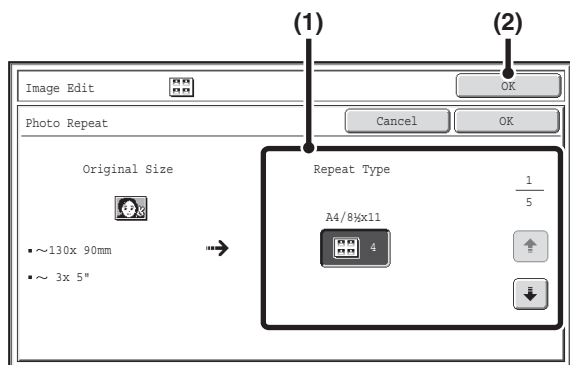 (1) (2)
Image Edit OK
Photo Repeat Cancel OK
Original Size Repeat Type
1
5
A4/8½x11
4
▪～130x 90mm
▪～ 3x 5"